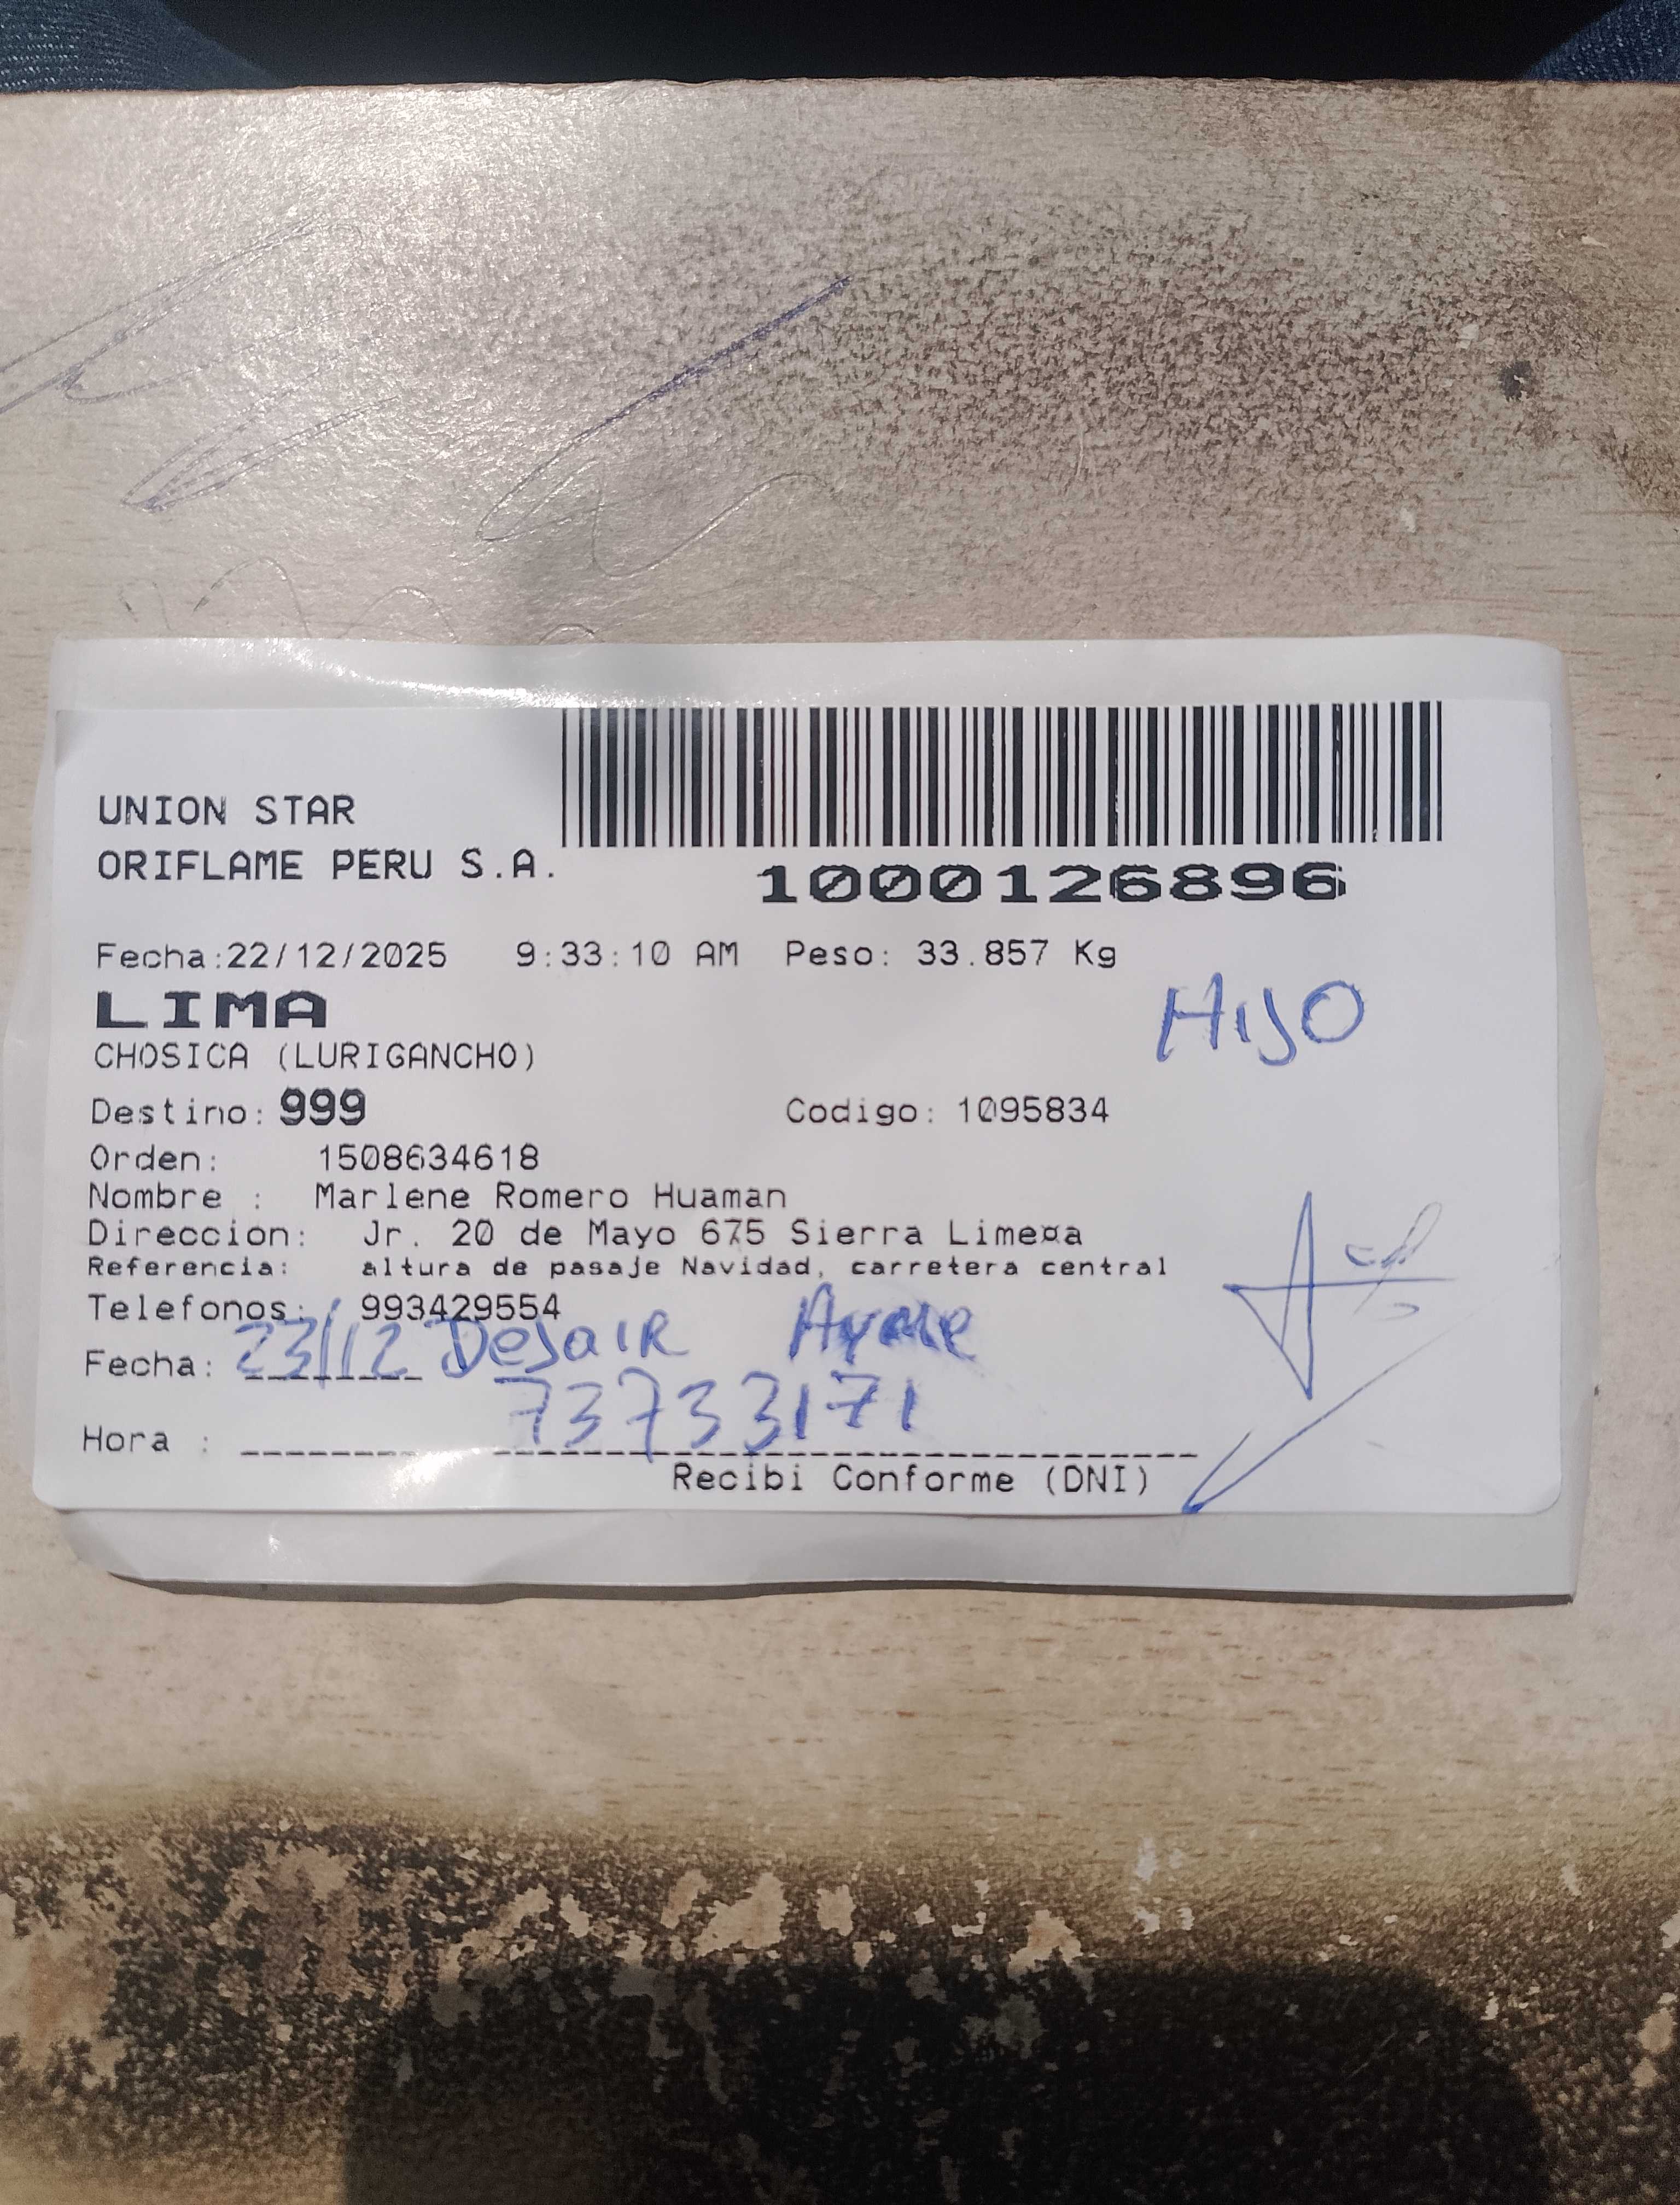 UNION STAR
ORIFLAME PERU S.A.
1000126896
Fecha:22/12/2025 9:33:10 AM Peso: 33.857 Kg
LIMA
HIJO
CHOSICA (LURIGANCHO)
Destino: 999 Codigo: 1095834
Orden: 1508634618
Nombre : Marlene Romero Huaman
Direccion: Jr. 20 de Mayo 675 Sierra Lime¤a
Referencia: altura de pasaje Navidad, carretera central
Telefonos: 993429554
Fecha: 23/12
73733171
Hora :
Recibi Conforme (DNI)